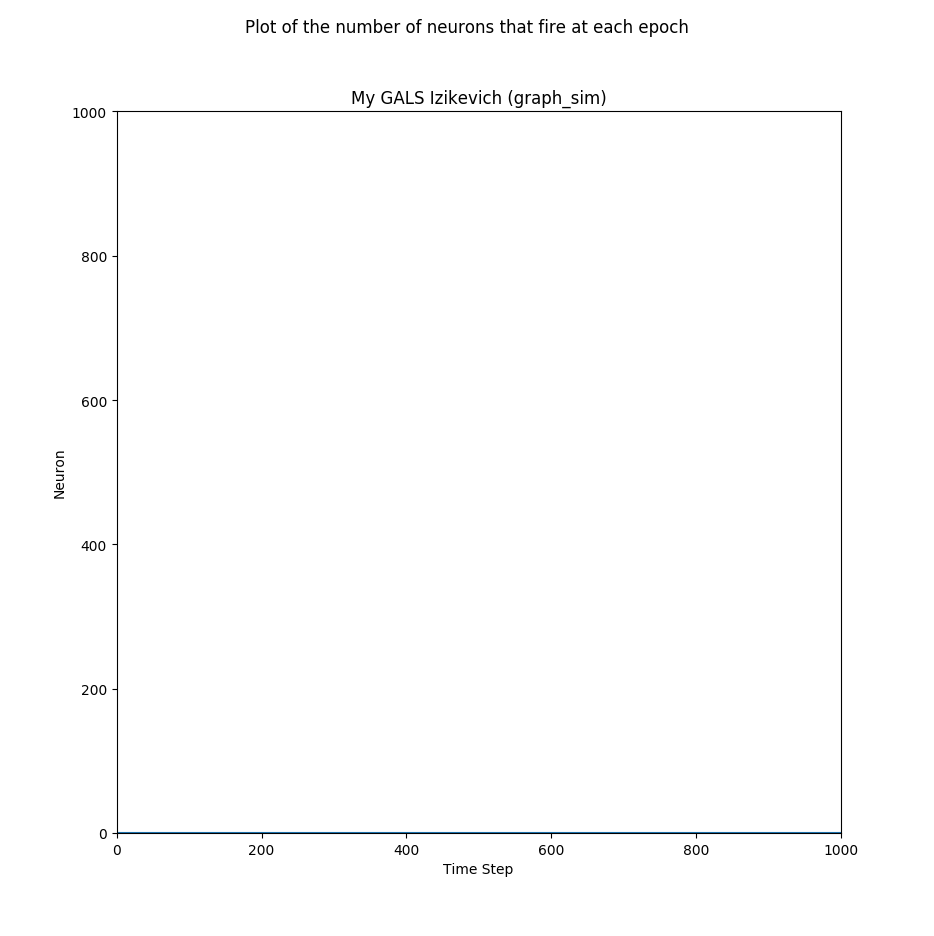 Plot of the number of neurons that fire at each epoch
My GALS Izikevich (graph_sim)
1000
800
600
400
200
0
Neuron
0 200 400 600 800 1000
Time Step